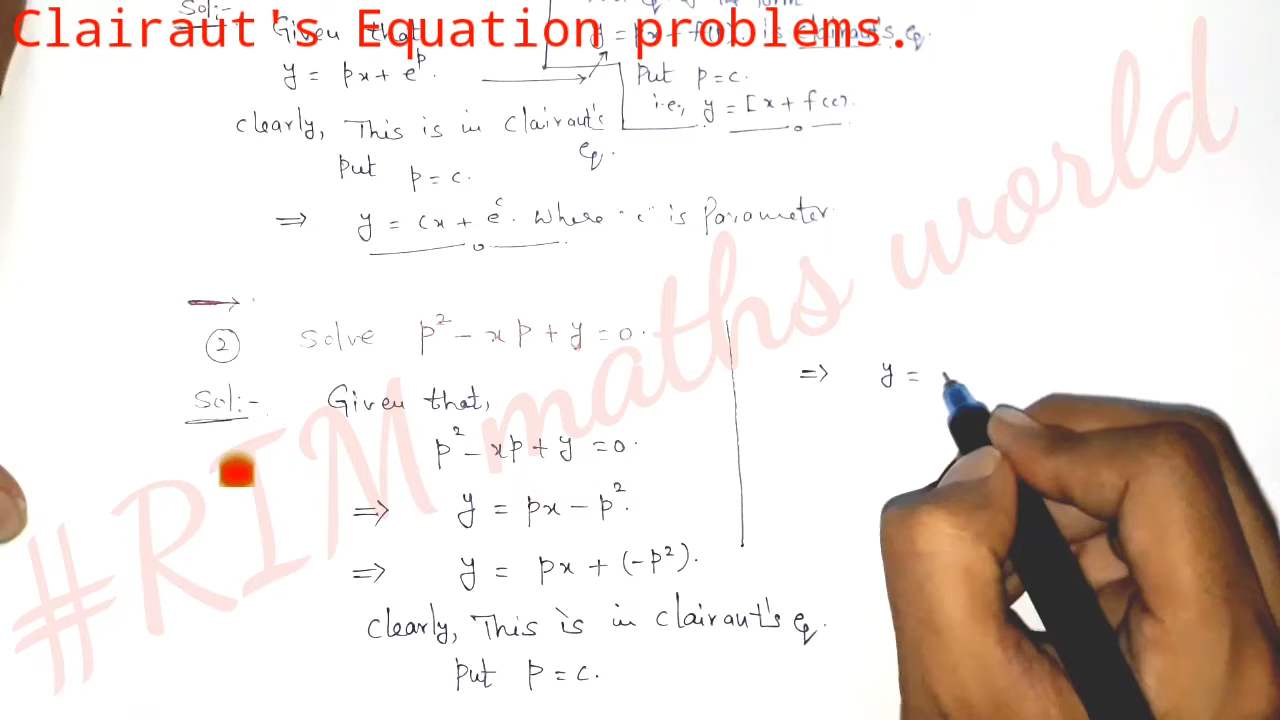 Clairaut's Equation problems.
Sol:-
Given that
y = px + e^p.
Put p = c.
i.e., y = [x + f(c).
clearly, This is in Clairaut's
eq.
Put p = c.
⇒ y = cx + e^c. where 'c' is Parameter
② Solve p² - xp + y = 0.
Sol:- Given that,
p² - xp + y = 0.
⇒ y = px - p².
⇒ y = px + (-p²).
clearly, This is in Clairaut's eq.
Put p = c.
⇒ y =
#RIM maths world